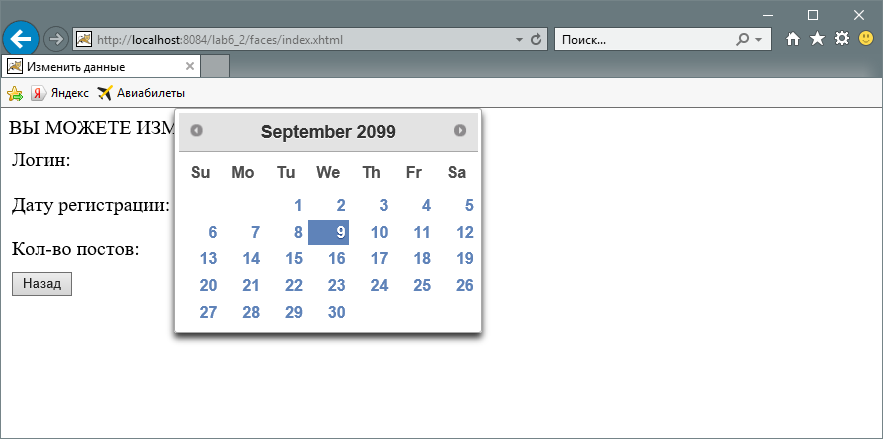 http://localhost:8084/lab6_2/faces/index.xhtml
Поиск...
Изменить данные
Яндекс
Авиабилеты
ВЫ МОЖЕТЕ ИЗМ
Логин:
Дату регистрации:
Кол-во постов:
Назад
September 2099
Su Mo Tu We Th Fr Sa
1 2 3 4 5
6 7 8 9 10 11 12
13 14 15 16 17 18 19
20 21 22 23 24 25 26
27 28 29 30